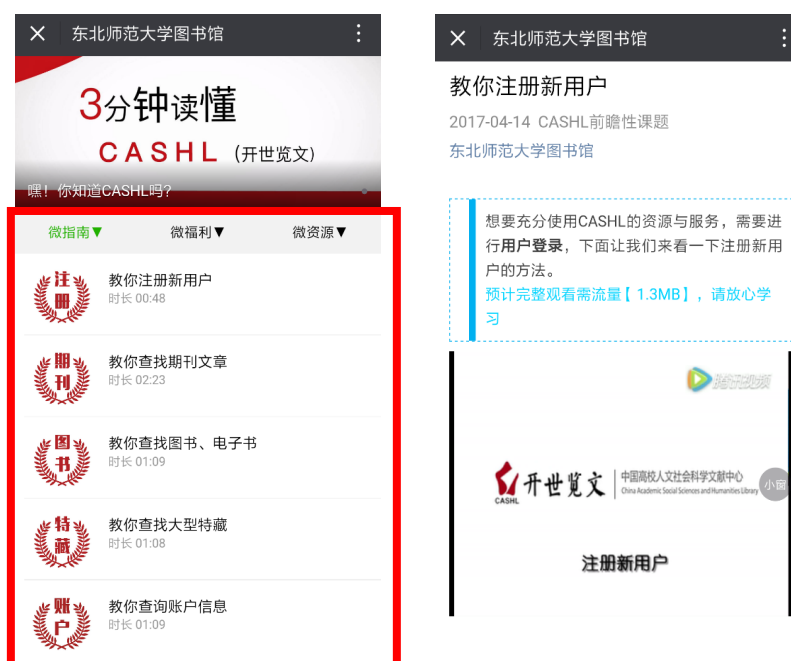 东北师范大学图书馆
3分钟读懂
CASHL (开世览文)
嘿！你知道CASHL吗？
微指南▼ 微福利▼ 微资源▼
注册
教你注册新用户
时长 00:48
期刊
教你查找期刊文章
时长 02:23
图书
教你查找图书、电子书
时长 01:09
特藏
教你查找大型特藏
时长 01:08
账户
教你查询账户信息
时长 01:09
东北师范大学图书馆
教你注册新用户
2017-04-14 CASHL前瞻性课题
东北师范大学图书馆
想要充分使用CASHL的资源与服务，需要进
行用户登录，下面让我们来看一下注册新用
户的方法。
预计完整观看需流量【 1.3MB】，请放心学
习
腾讯视频
CASHL
开世览文
中国高校人文社会科学文献中心
China Academic Social Sciences and Humanities Library
小窗
注册新用户